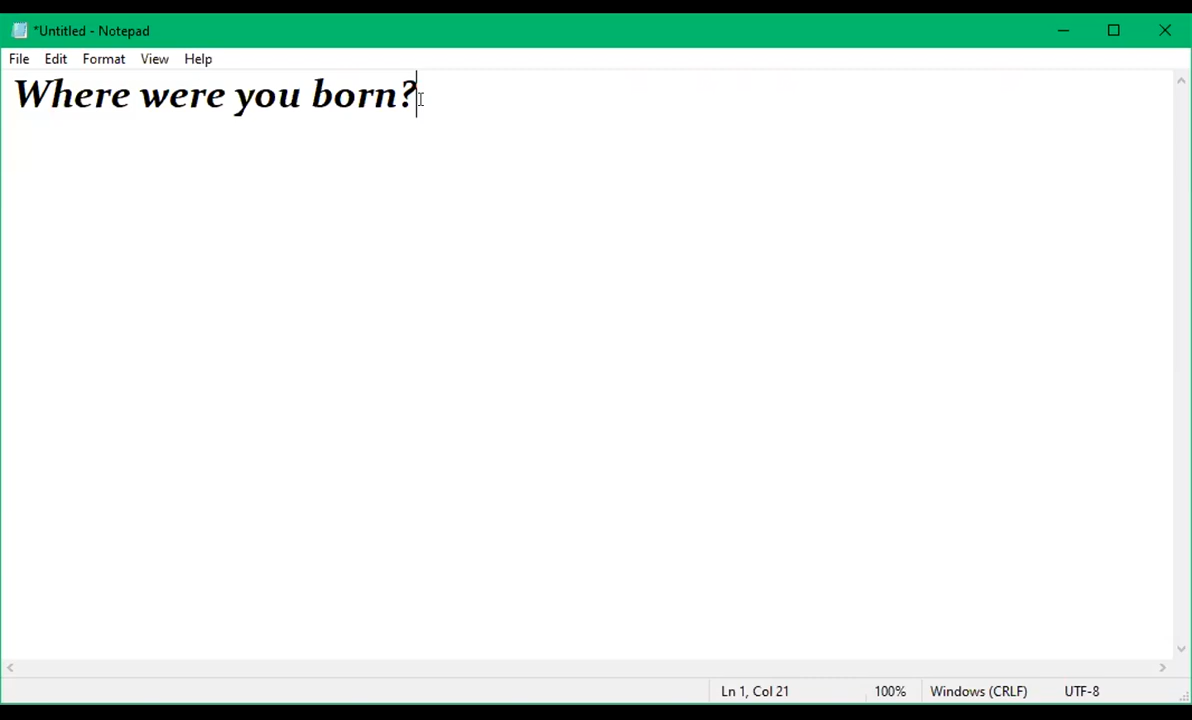 *Untitled - Notepad
File Edit Format View Help
Where were you born?
Ln 1, Col 21 100% Windows (CRLF) UTF-8